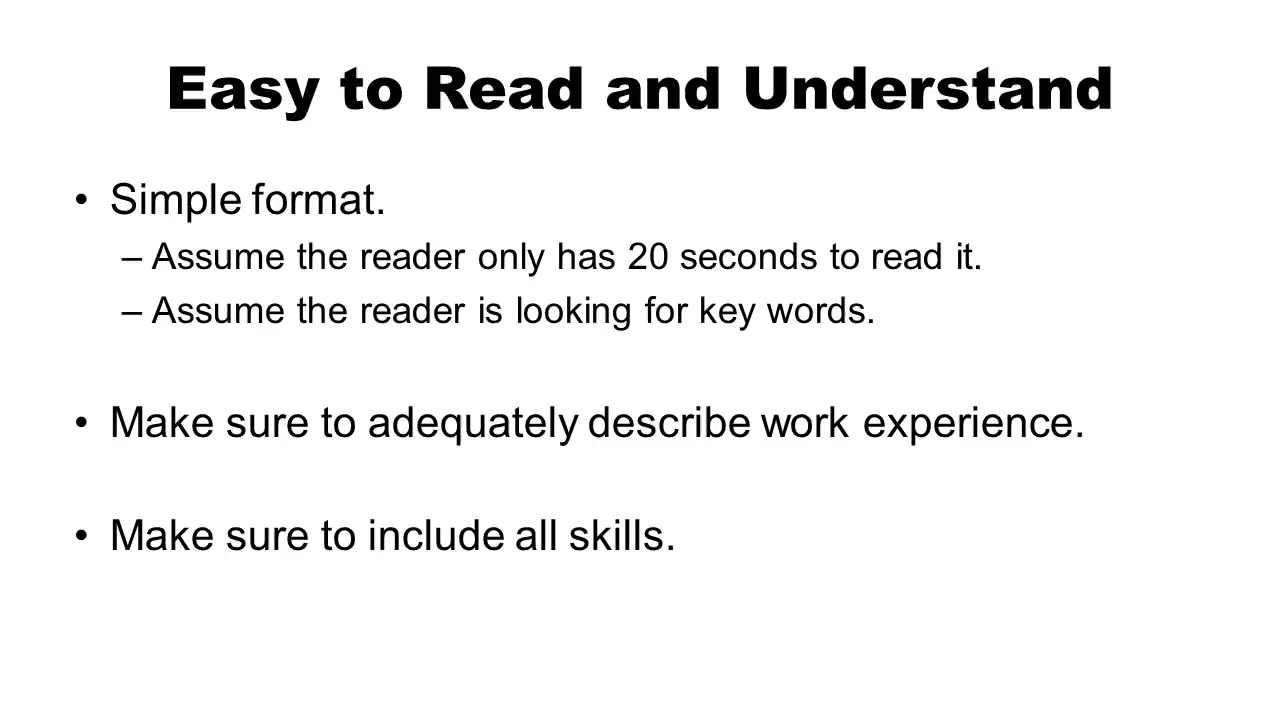 Easy to Read and Understand
• Simple format.
– Assume the reader only has 20 seconds to read it.
– Assume the reader is looking for key words.
• Make sure to adequately describe work experience.
• Make sure to include all skills.